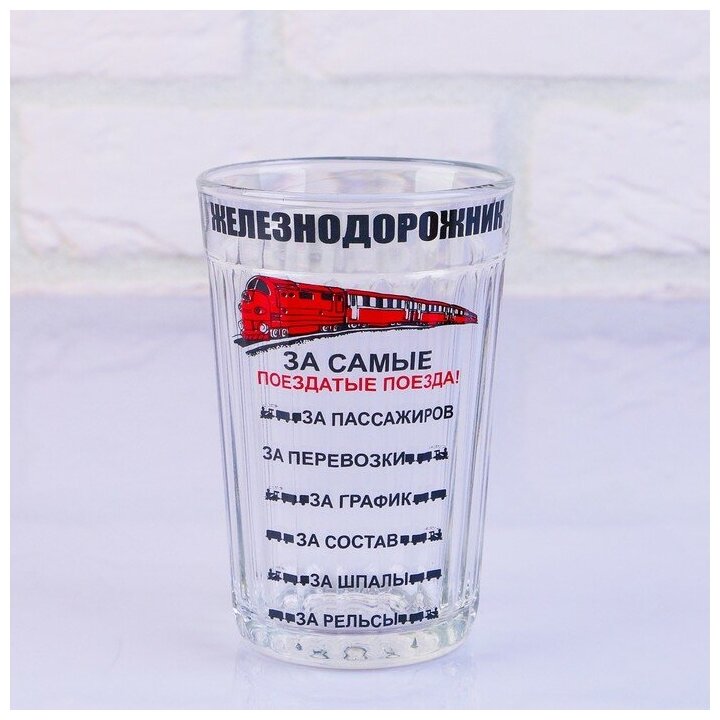 ЖЕЛЕЗНОДОРОЖНИК
ЗА САМЫЕ
ПОЕЗДАТЫЕ ПОЕЗДА!
ЗА ПАССАЖИРОВ
ЗА ПЕРЕВОЗКИ
ЗА ГРАФИК
ЗА СОСТАВ
ЗА ШПАЛЫ
ЗА РЕЛЬСЫ